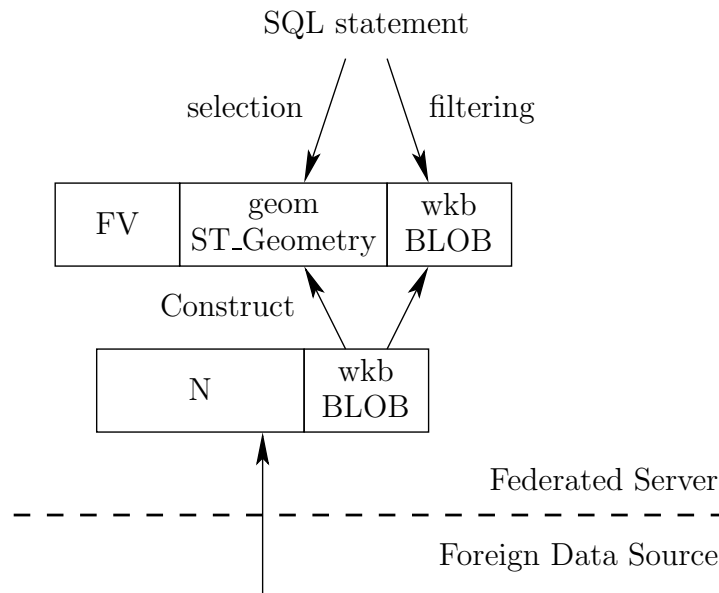 SQL statement
selection
filtering
FV
geom
ST_Geometry
wkb
BLOB
Construct
N
wkb
BLOB
Federated Server
Foreign Data Source